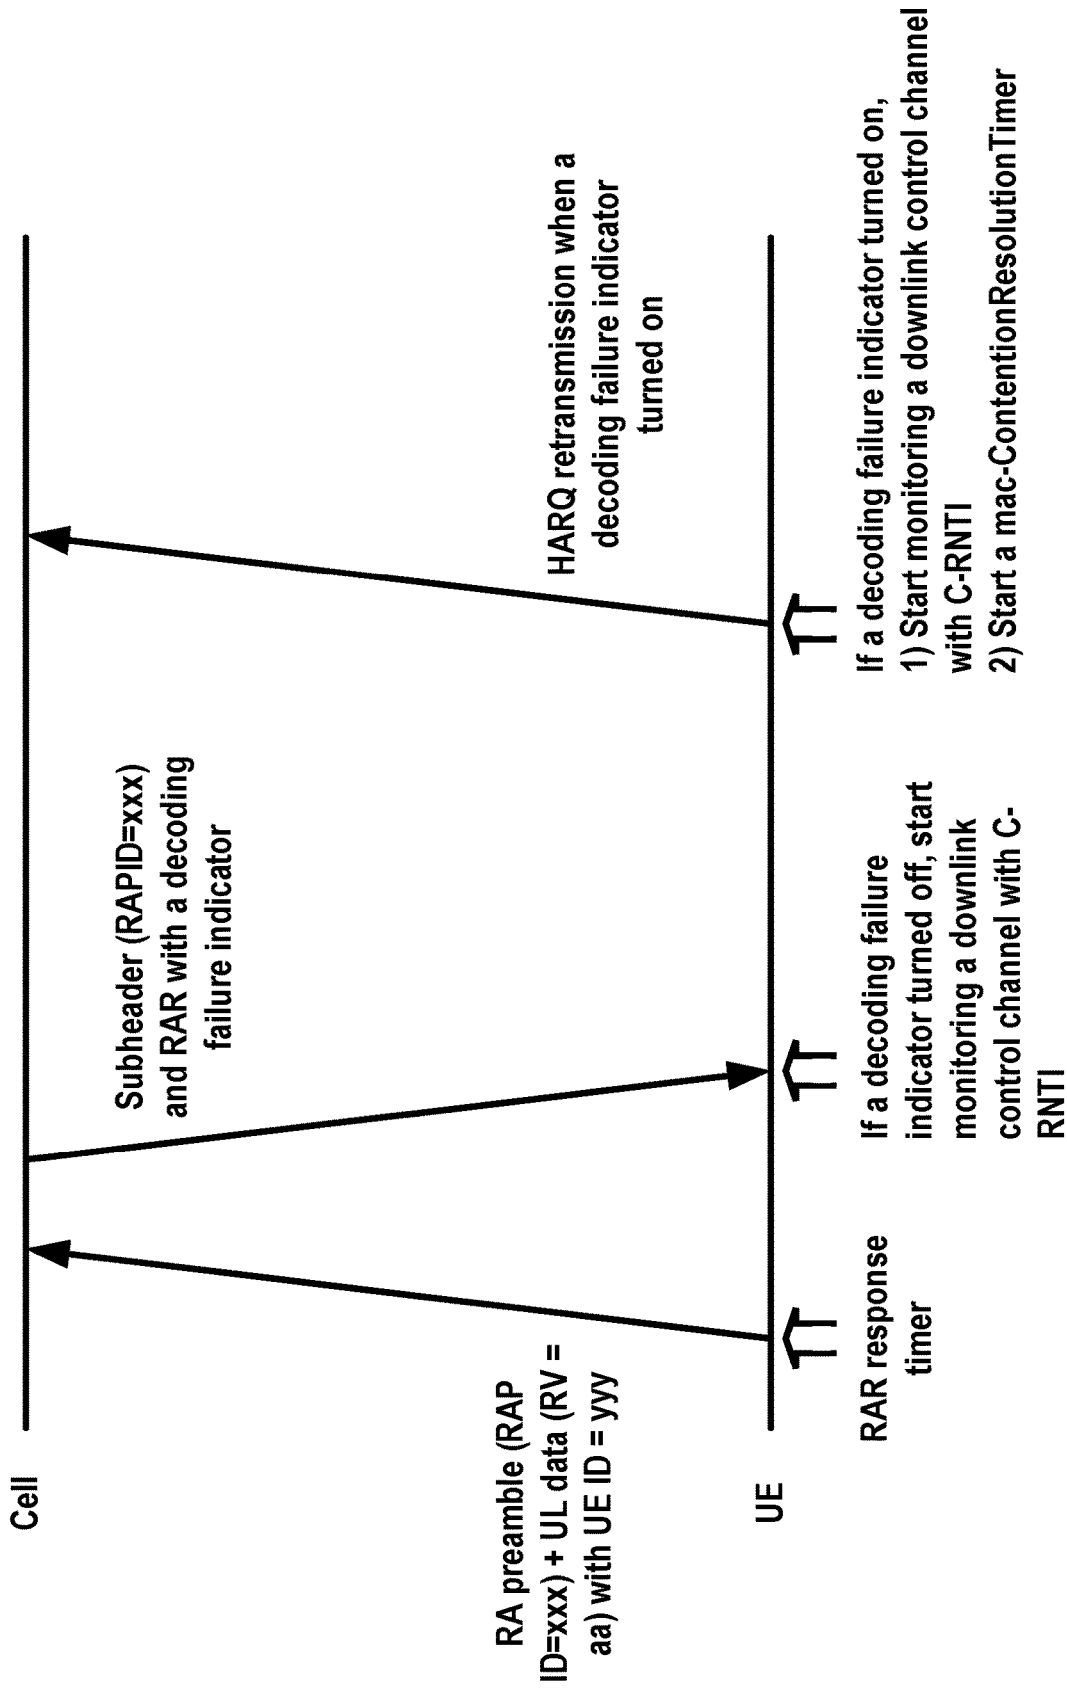 Cell
RA preamble (RAP
ID=xxx) + UL data (RV =
aa) with UE ID = yyy
UE
RAR response
timer
Subheader (RAPID=xxx)
and RAR with a decoding
failure indicator
If a decoding failure
indicator turned off, start
monitoring a downlink
control channel with C-
RNTI
HARQ retransmission when a
decoding failure indicator
turned on
If a decoding failure indicator turned on,
1) Start monitoring a downlink control channel
with C-RNTI
2) Start a mac-ContentionResolutionTimer